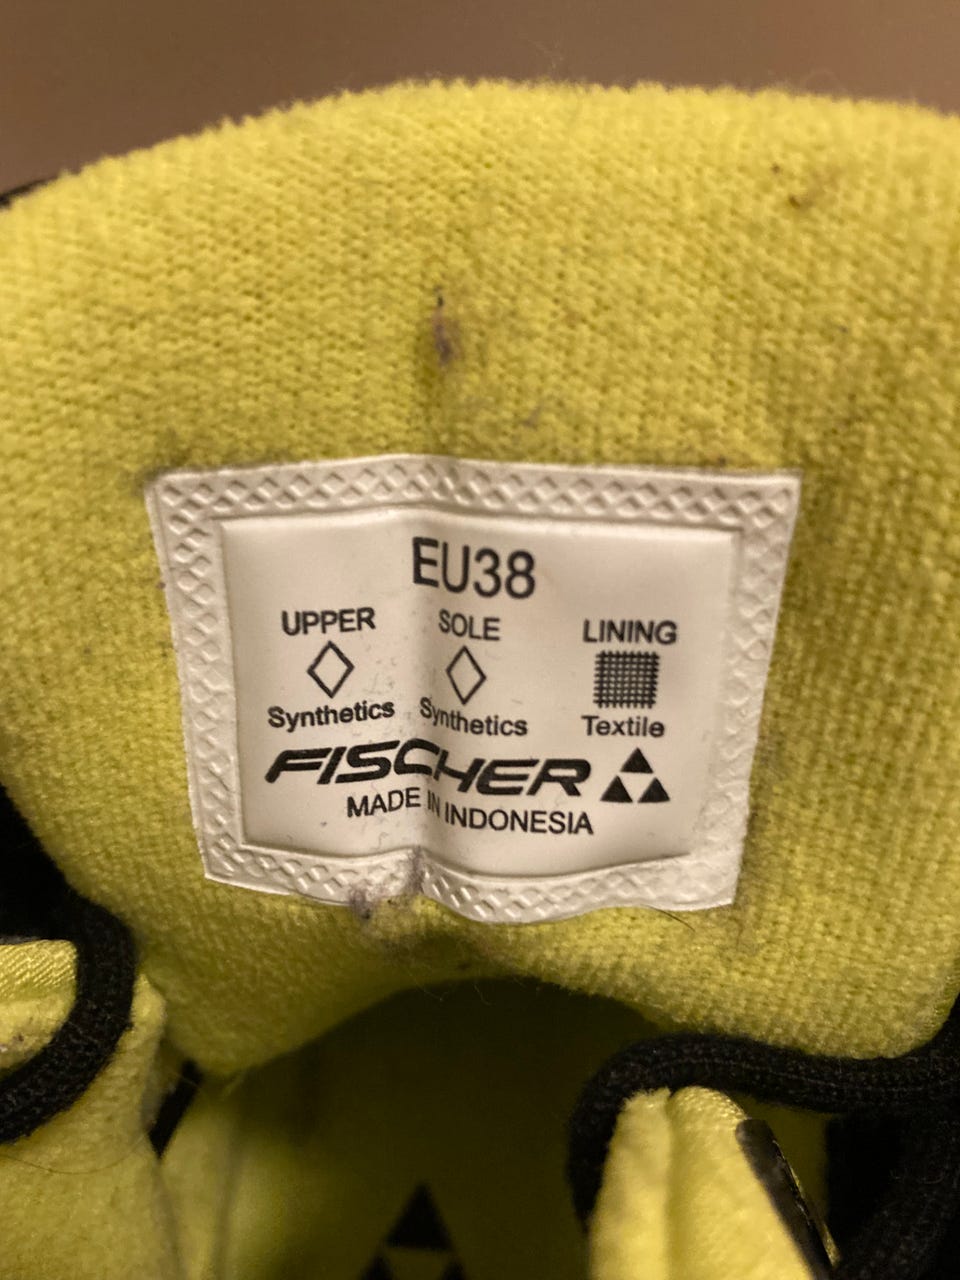 EU38
UPPER SOLE LINING
Synthetics Synthetics Textile
FISCHER
MADE IN INDONESIA